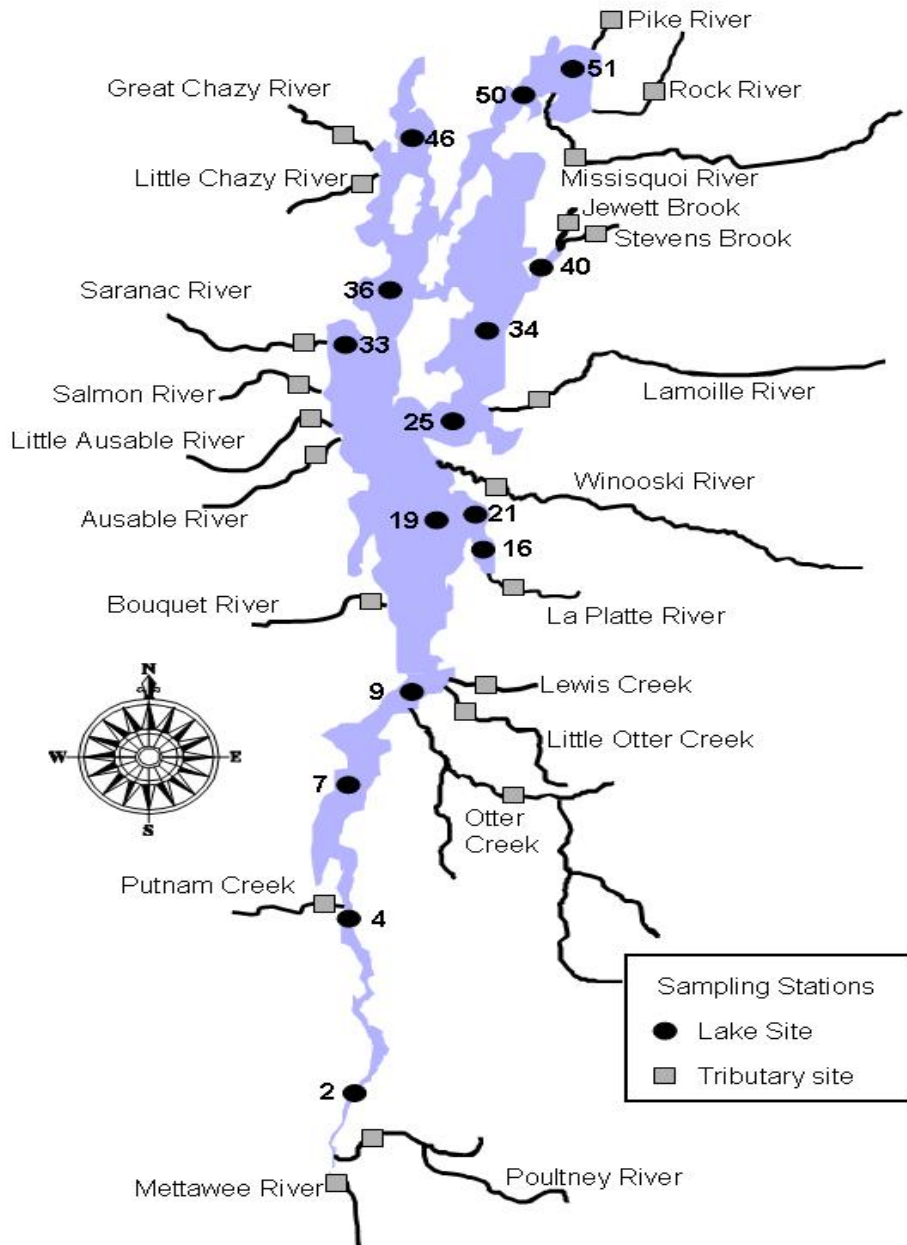 Pike River
51
50
Rock River
Great Chazy River
46
Little Chazy River
Missisquoi River
Jewett Brook
Stevens Brook
40
36
Saranac River
34
33
Salmon River
Lamoille River
25
Little Ausable River
Winooski River
Ausable River
19
21
16
Bouquet River
La Platte River
N
W
E
S
9
Lewis Creek
Little Otter Creek
7
Otter
Creek
Putnam Creek
4
Sampling Stations
Lake Site
Tributary site
2
Mettawee River
Poultney River